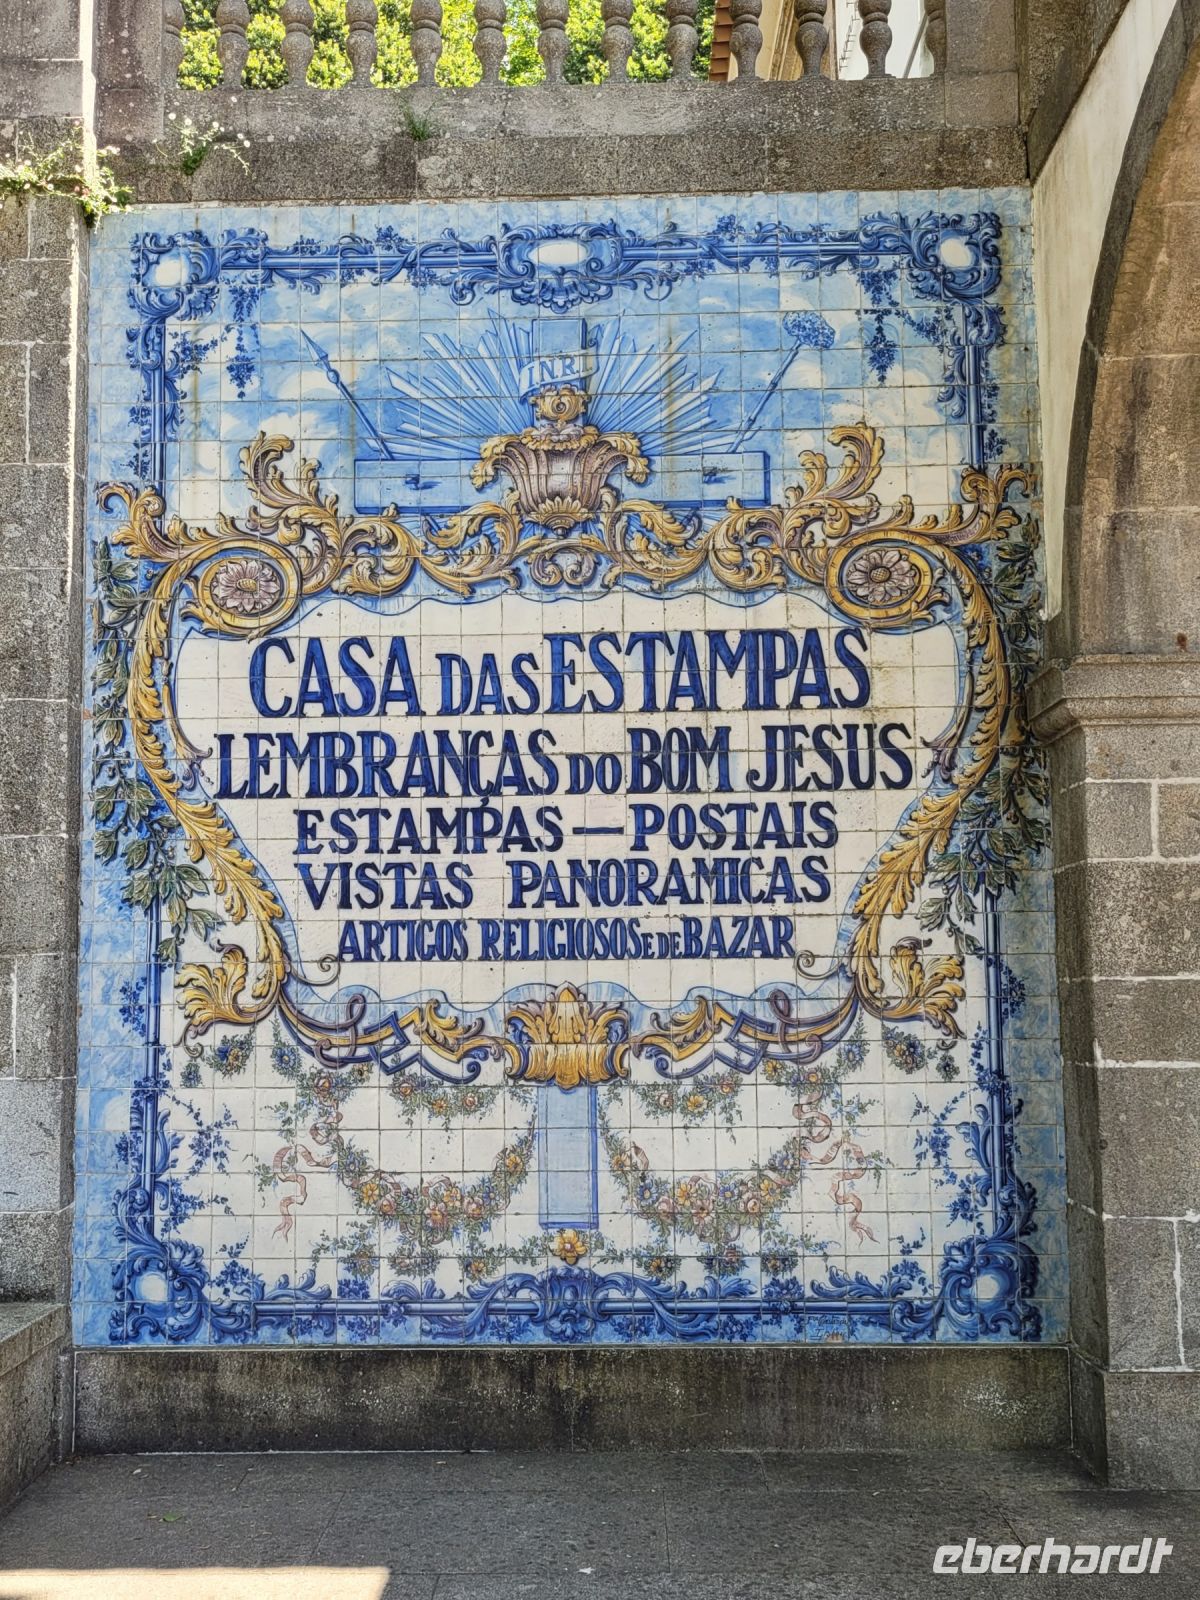 INRI
CASA DAS ESTAMPAS
LEMBRANÇAS DO BOM JESUS
ESTAMPAS — POSTAIS
VISTAS PANORAMICAS
ARTIGOS RELIGIOSOS E DE BAZAR
eberhardt